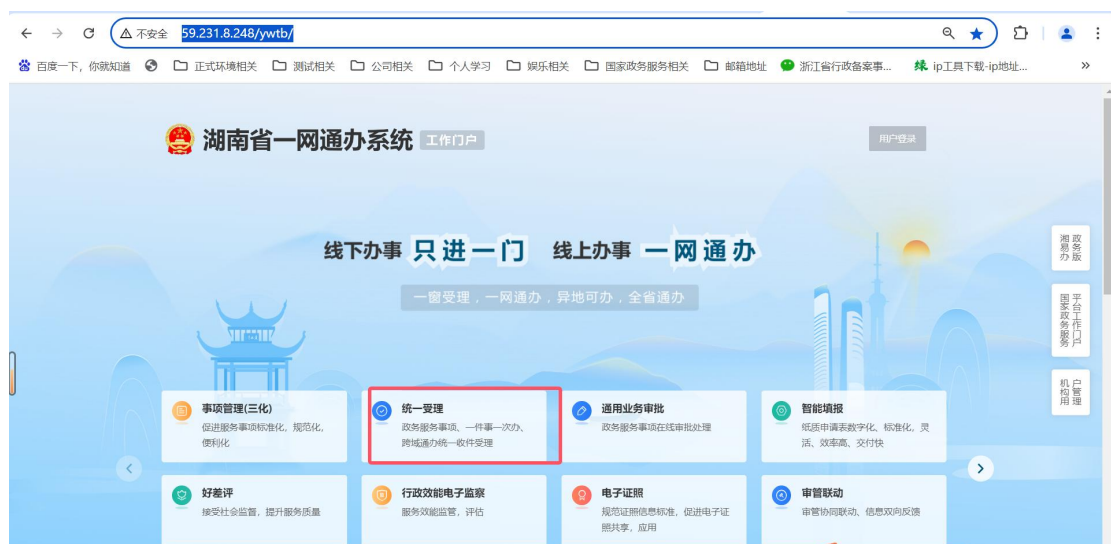 不安全 59.231.8.248/ywtb/
百度一下，你就知道 正式环境相关 测试相关 公司相关 个人学习 娱乐相关 国家政务服务相关 邮箱地址 浙江省行政备案事... ip工具下载-ip地址... »
湖南省一网通办系统 工作门户 用户登录
线下办事 只进一门 线上办事 一网通办
一窗受理，一网通办，异地可办，全省通办
湘易办
政务版
国家政务服务
平台工作门户
机构用
户管理
事项管理(三化)
促进服务事项标准化，规范化，
便利化
统一受理
政务服务事项、一件事一次办、
跨域通办统一收件受理
通用业务审批
政务服务事项在线审批处理
智能填报
纸质申请表数字化、标准化，灵
活、效率高、交付快
好差评
接受社会监督，提升服务质量
行政效能电子监察
服务效能监管，评估
电子证照
规范证照信息标准，促进电子证
照共享，应用
审管联动
审管协同联动、信息双向反馈